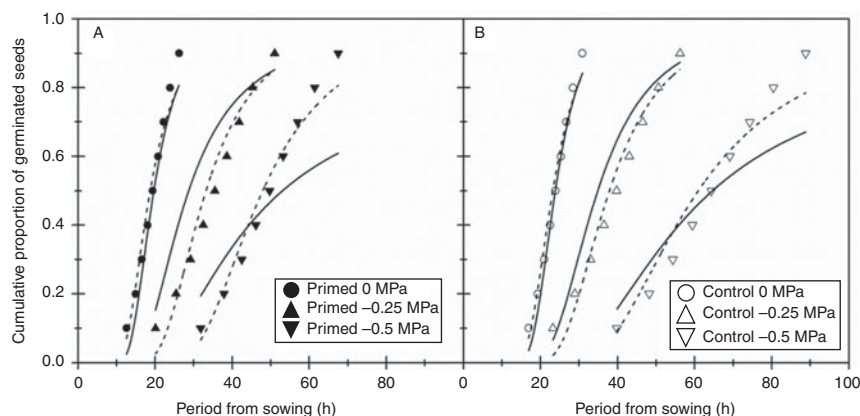 A
B
Cumulative proportion of germinated seeds
1.0
0.8
0.6
0.4
0.2
0.0
Primed 0 MPa
Primed –0.25 MPa
Primed –0.5 MPa
Control 0 MPa
Control –0.25 MPa
Control –0.5 MPa
0 20 40 60 80 0 20 40 60 80 100
Period from sowing (h) Period from sowing (h)